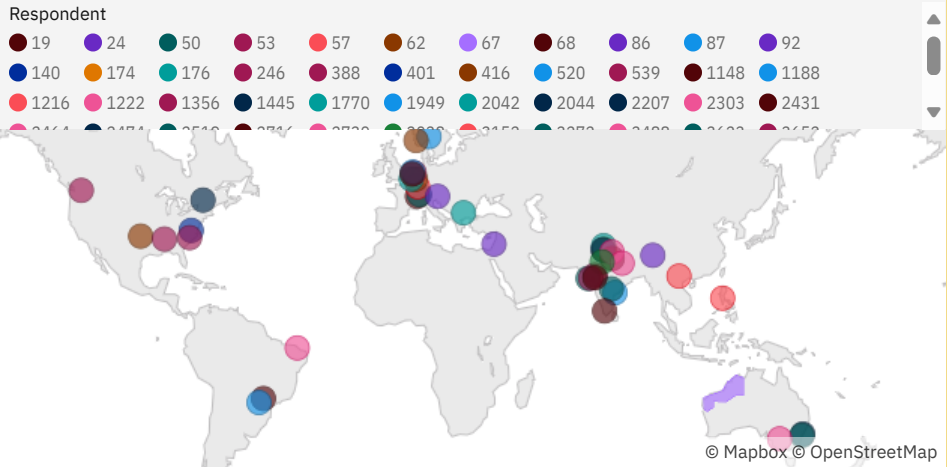 Respondent
19 24 50 53 57 62 67 68 86 87 92
140 174 176 246 388 401 416 520 539 1148 1188
1216 1222 1356 1445 1770 1949 2042 2044 2207 2303 2431
© Mapbox © OpenStreetMap